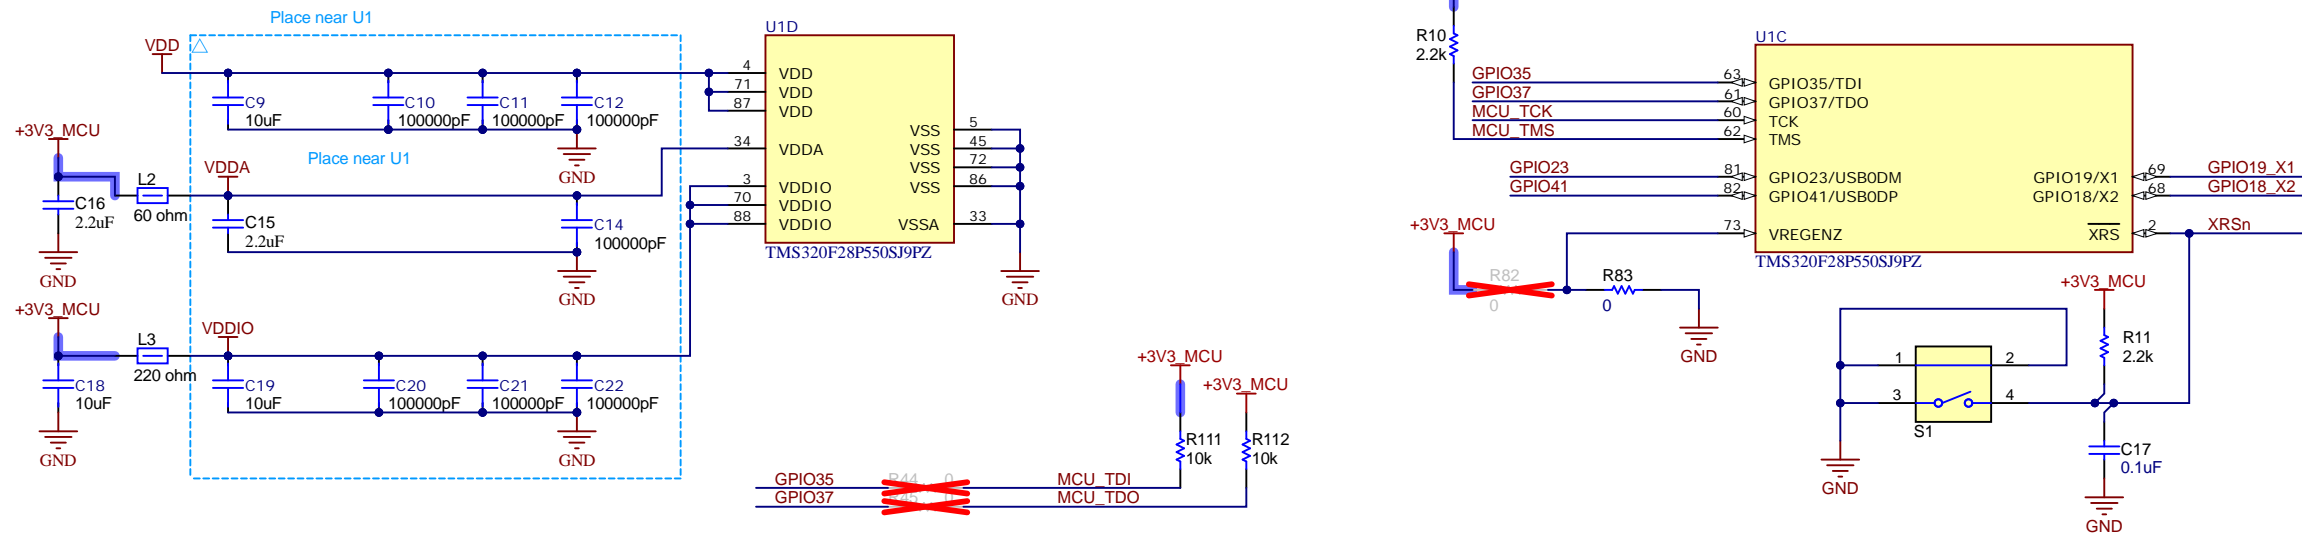 Place near U1
VDD
C9
10uF
C10
100000pF
C11
100000pF
C12
100000pF
GND
+3V3_MCU
Place near U1
VDDA
L2
60 ohm
C16
2.2uF
GND
C15
2.2uF
C14
100000pF
GND
+3V3_MCU
VDDIO
L3
220 ohm
C18
10uF
GND
C19
10uF
C20
100000pF
C21
100000pF
C22
100000pF
GND
U1D
4 VDD
71 VDD
87 VDD
34 VDDA
3 VDDIO
70 VDDIO
88 VDDIO
VSS 5
VSS 45
VSS 72
VSS 86
VSSA 33
TMS320F28P550SJ9PZ
GND
+3V3_MCU
+3V3_MCU
R111
10k
R112
10k
GPIO35 R44 0 MCU_TDI
GPIO37 MCU_TDO
R10
2.2k
U1C
GPIO35 63 GPIO35/TDI
GPIO37 61 GPIO37/TDO
MCU_TCK 60 TCK
MCU_TMS 62 TMS
GPIO23 81 GPIO23/USB0DM
GPIO41 82 GPIO41/USB0DP
73 VREGENZ
GPIO19/X1 69 GPIO19_X1
GPIO18/X2 68 GPIO18_X2
XRS 2 XRSn
TMS320F28P550SJ9PZ
+3V3_MCU
R82
0
R83
0
GND
+3V3_MCU
R11
2.2k
1 2
3 4
S1
GND
C17
0.1uF
GND